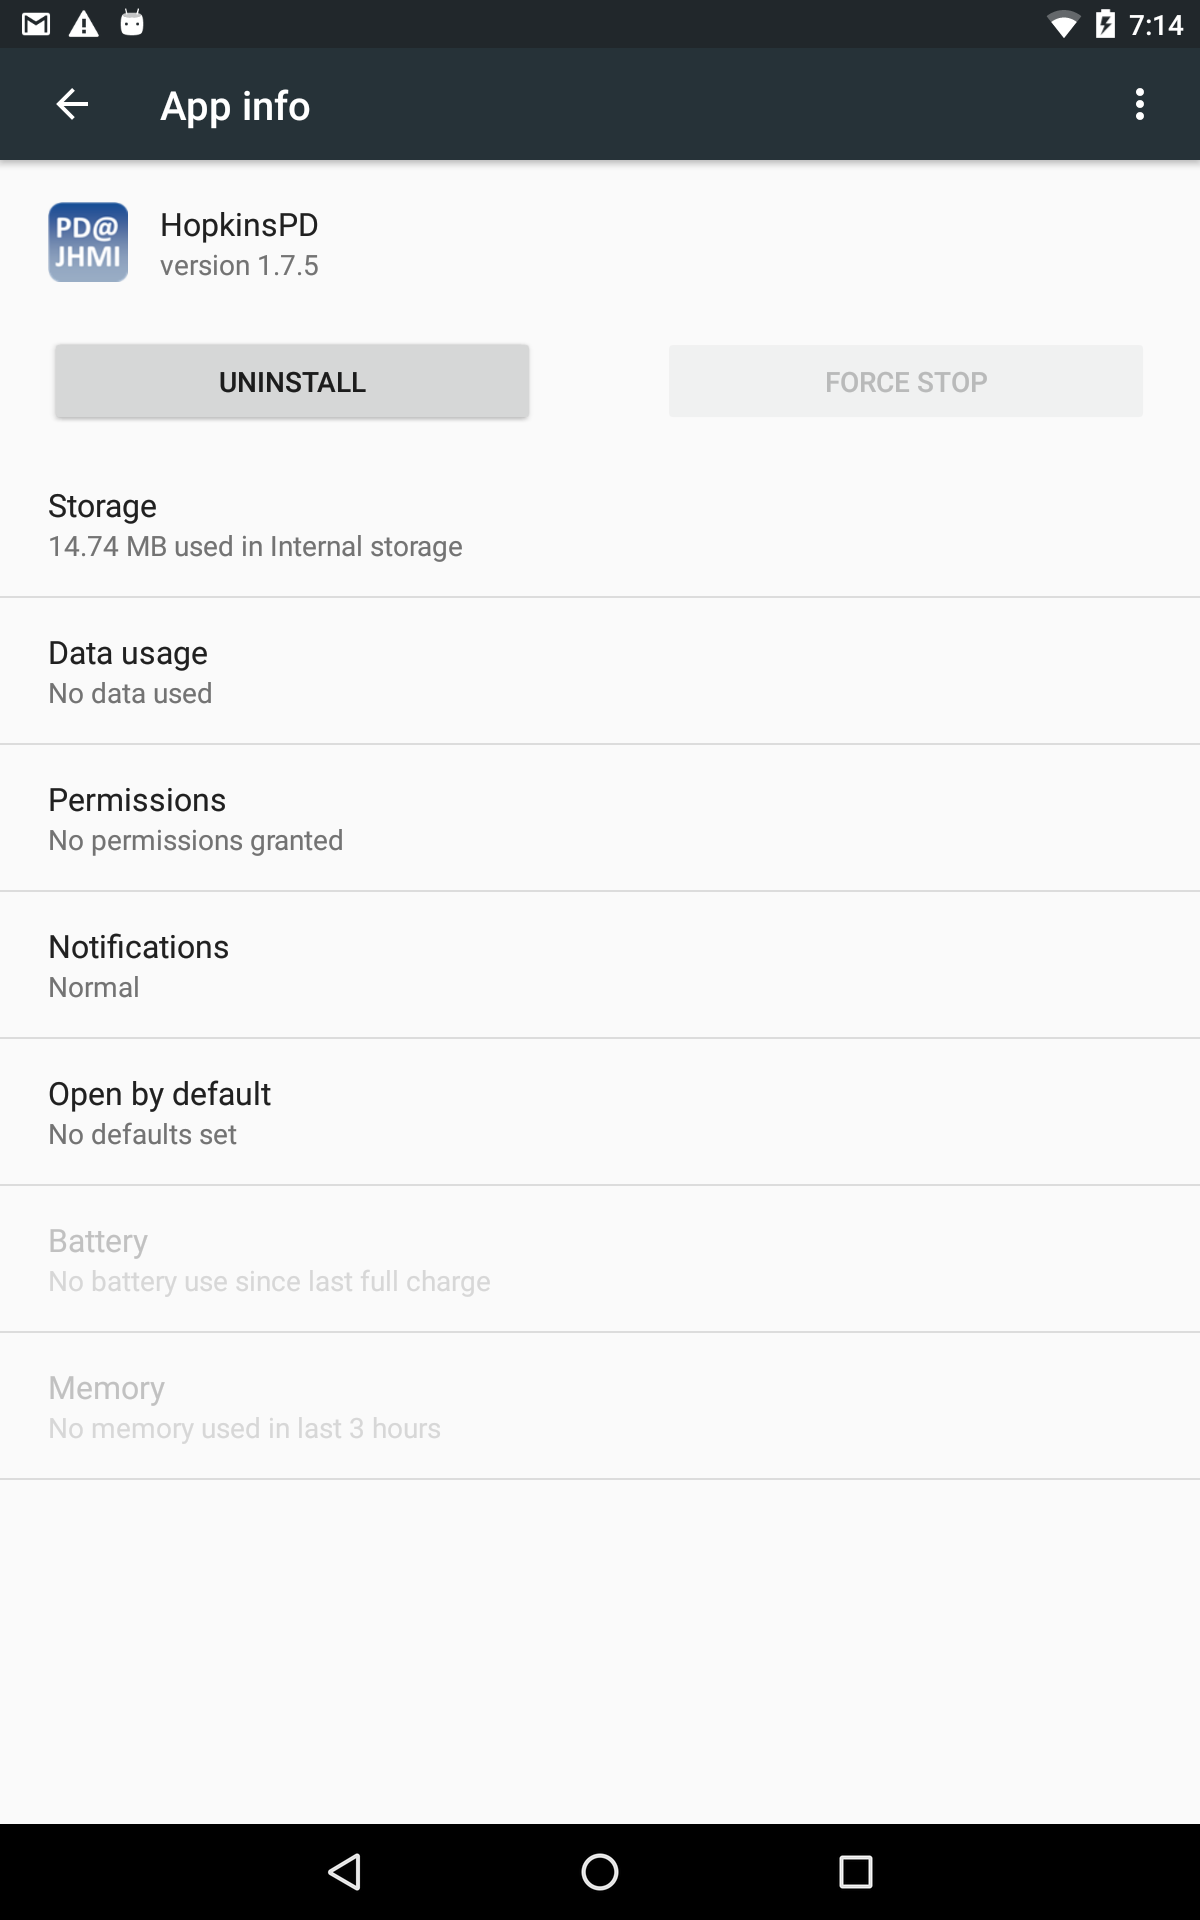 7:14
App info
PD@
JHMI
HopkinsPD
version 1.7.5
UNINSTALL
FORCE STOP
Storage
14.74 MB used in Internal storage
Data usage
No data used
Permissions
No permissions granted
Notifications
Normal
Open by default
No defaults set
Battery
No battery use since last full charge
Memory
No memory used in last 3 hours